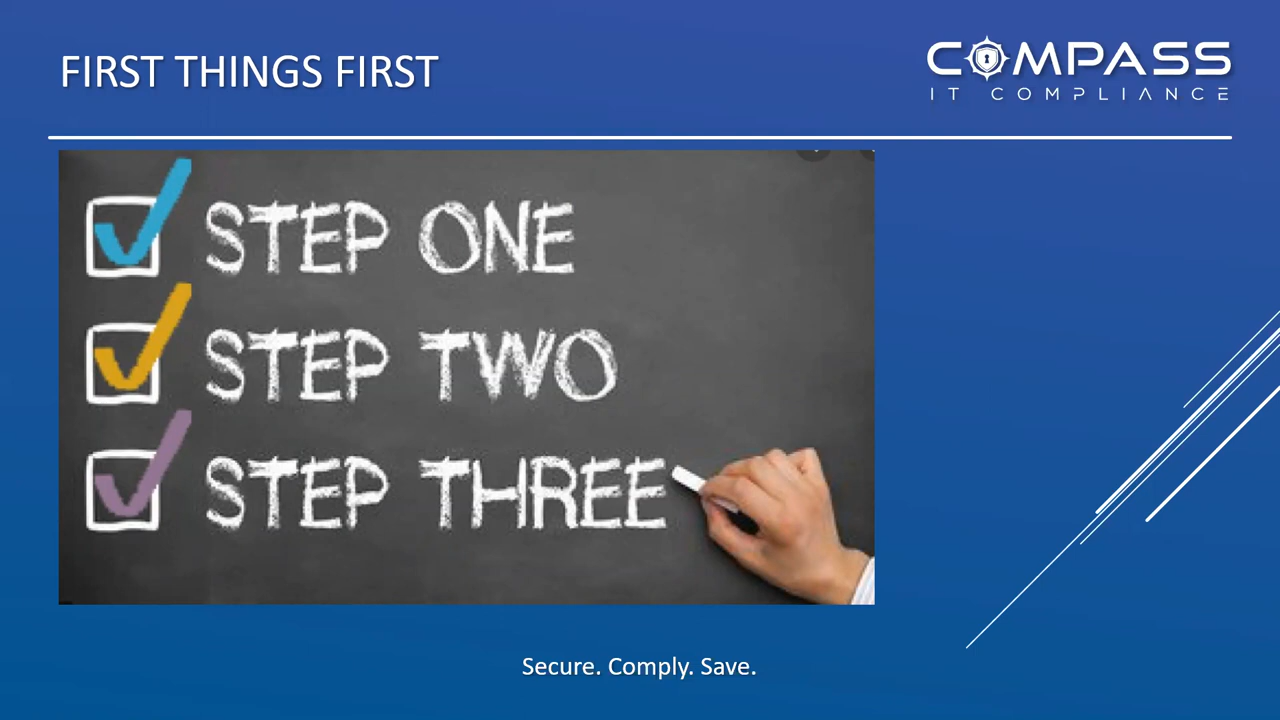 FIRST THINGS FIRST
COMPASS
IT COMPLIANCE
STEP ONE
STEP TWO
STEP THREE
Secure. Comply. Save.